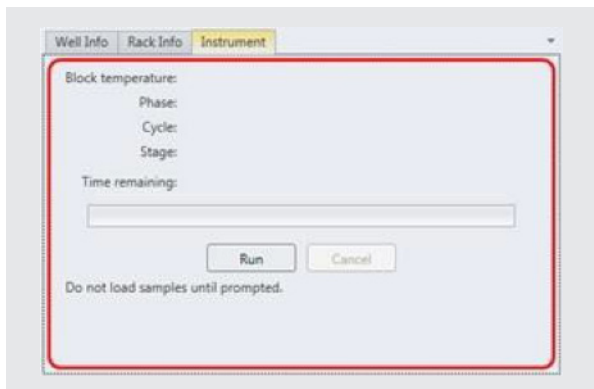 Well Info Rack Info Instrument
Block temperature:
Phase:
Cycle:
Stage:
Time remaining:
Run Cancel
Do not load samples until prompted.